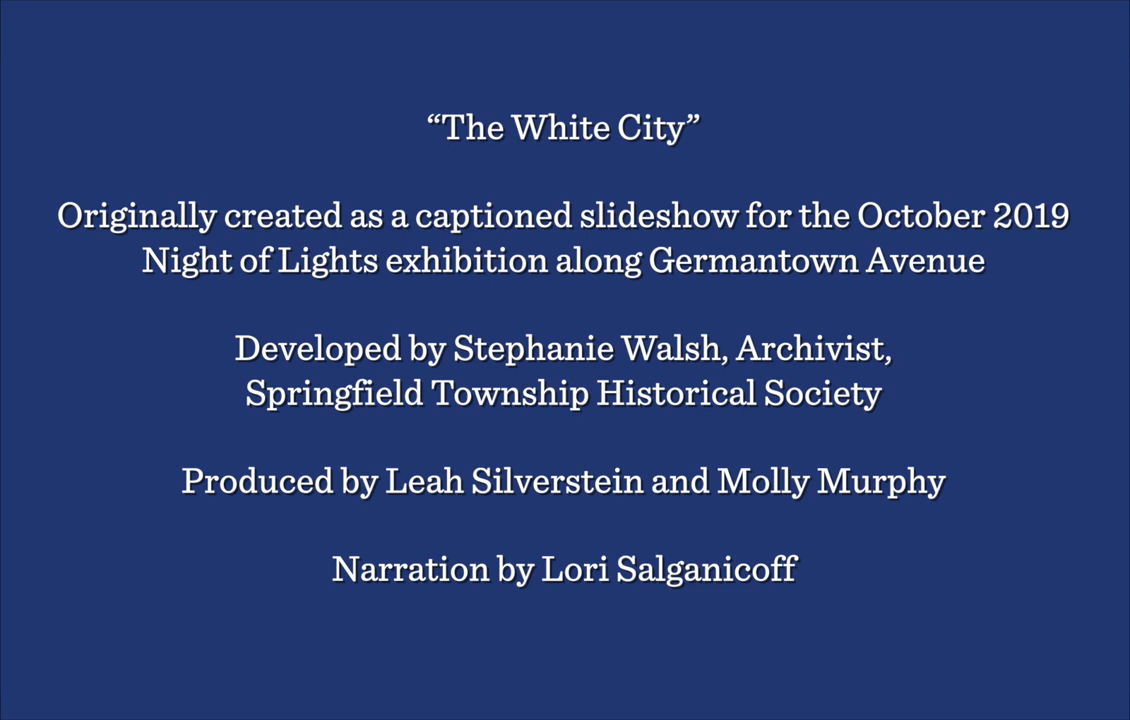 “The White City”
Originally created as a captioned slideshow for the October 2019
Night of Lights exhibition along Germantown Avenue
Developed by Stephanie Walsh, Archivist,
Springfield Township Historical Society
Produced by Leah Silverstein and Molly Murphy
Narration by Lori Salganicoff